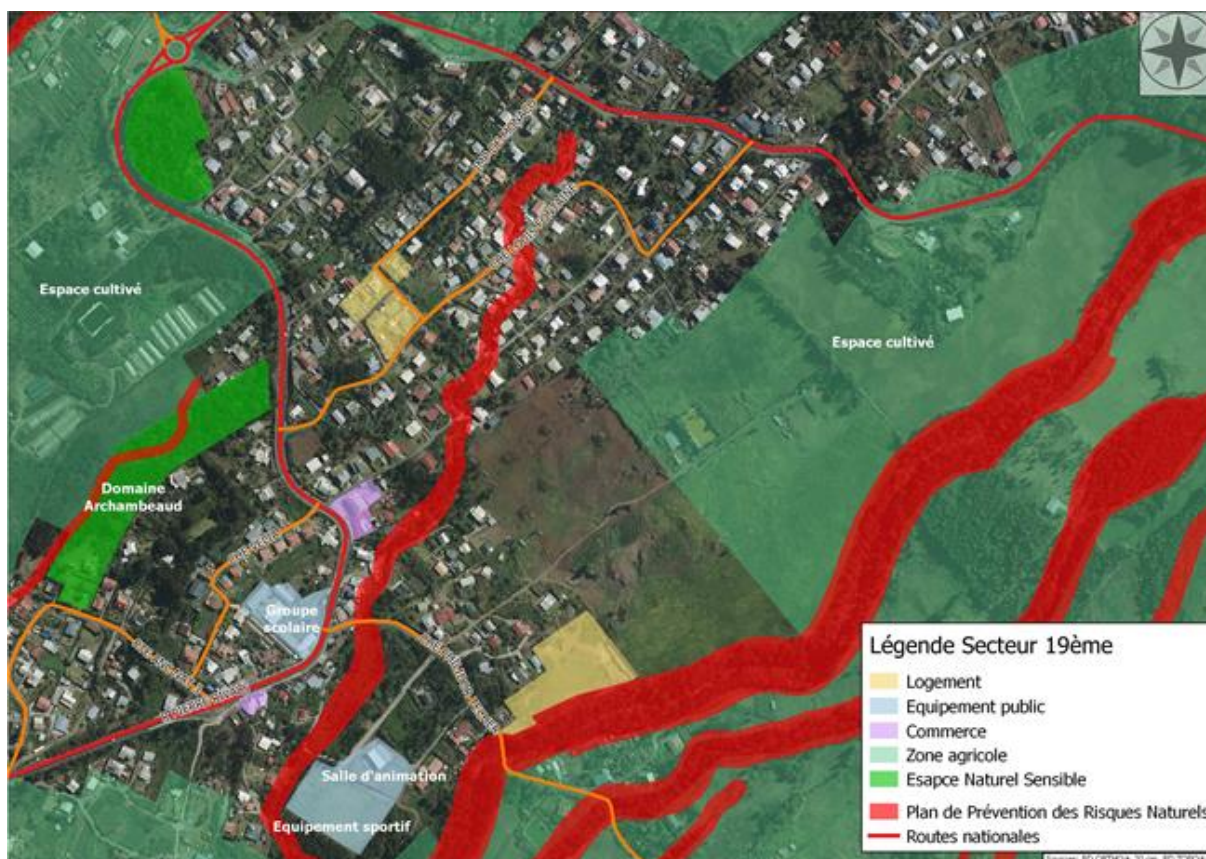 Espace cultivé
Espace cultivé
Domaine
Archambeaud
Groupe
scolaire
Salle d'animation
Equipement sportif
Légende Secteur 19ème
Logement
Equipement public
Commerce
Zone agricole
Esapce Naturel Sensible
Plan de Prévention des Risques Naturels
Routes nationales